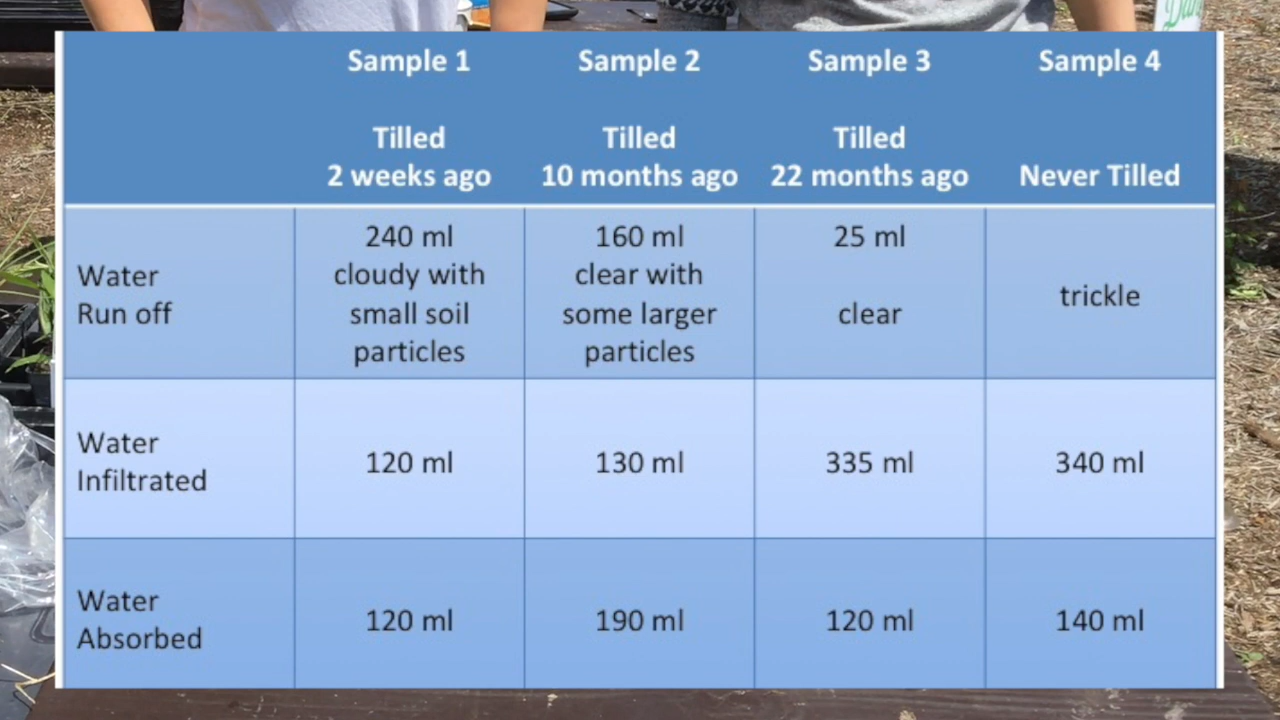 Sample 1 Sample 2 Sample 3 Sample 4
Tilled Tilled Tilled
2 weeks ago 10 months ago 22 months ago Never Tilled
Water
Run off
240 ml
cloudy with
small soil
particles
160 ml
clear with
some larger
particles
25 ml
clear
trickle
Water
Infiltrated
120 ml 130 ml 335 ml 340 ml
Water
Absorbed
120 ml 190 ml 120 ml 140 ml